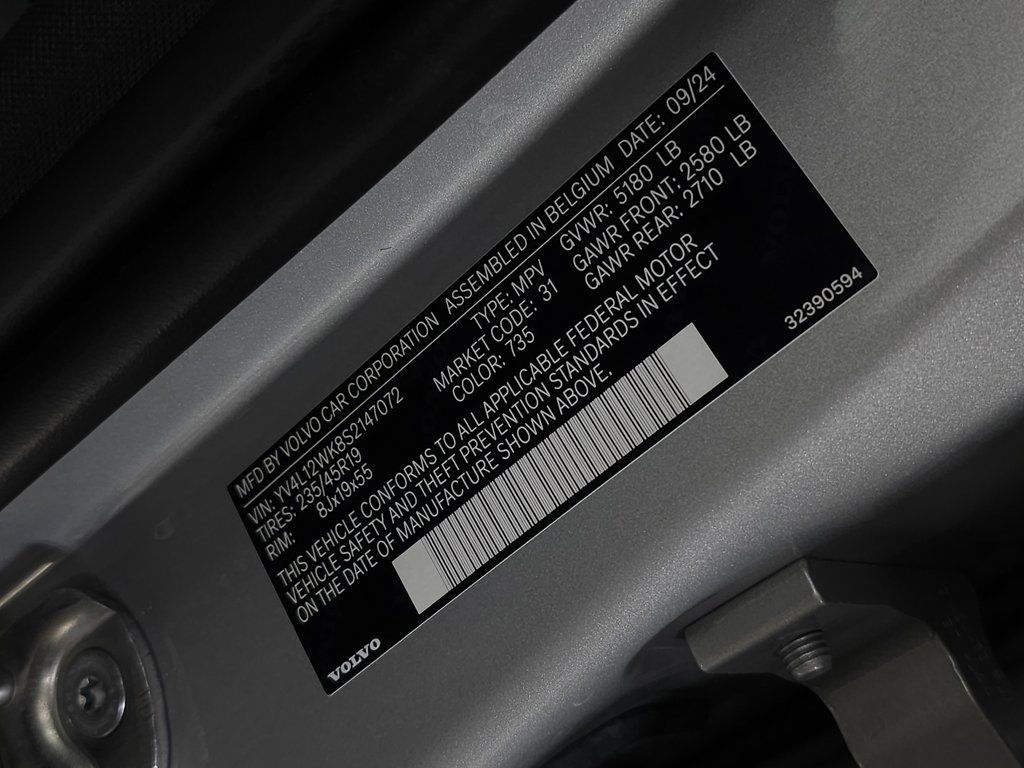 MFD BY VOLVO CAR CORPORATION ASSEMBLED IN BELGIUM DATE: 09/24
VIN: YV4L12WK8S2147072 TYPE: MPV GVWR: 5180 LB
TIRES: 235/45R19 MARKET CODE: 31 GAWR FRONT: 2580 LB
RIM: 8Jx19x55 COLOR: 735 GAWR REAR: 2710 LB
THIS VEHICLE CONFORMS TO ALL APPLICABLE FEDERAL MOTOR
VEHICLE SAFETY AND THEFT PREVENTION STANDARDS IN EFFECT
ON THE DATE OF MANUFACTURE SHOWN ABOVE.
VOLVO 32390594